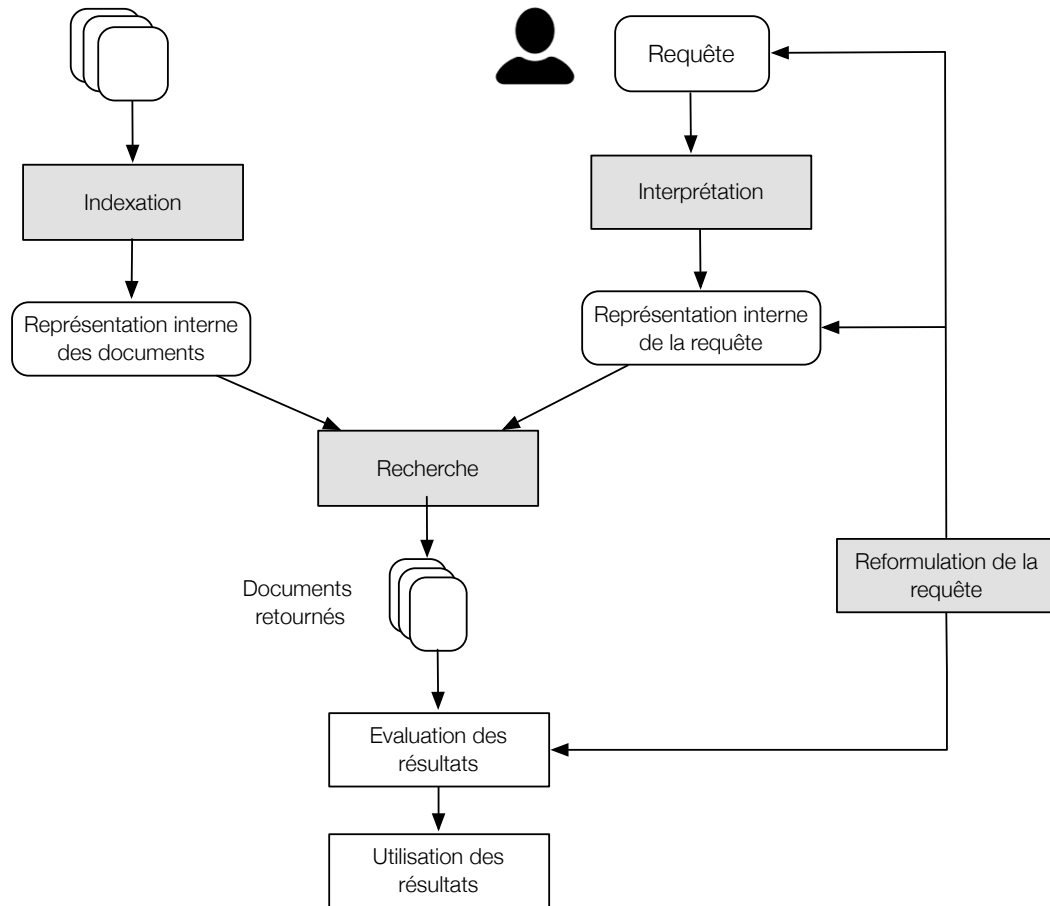 Requête
Indexation
Interprétation
Représentation interne
des documents
Représentation interne
de la requête
Recherche
Documents
retournés
Reformulation de la
requête
Evaluation des
résultats
Utilisation des
résultats